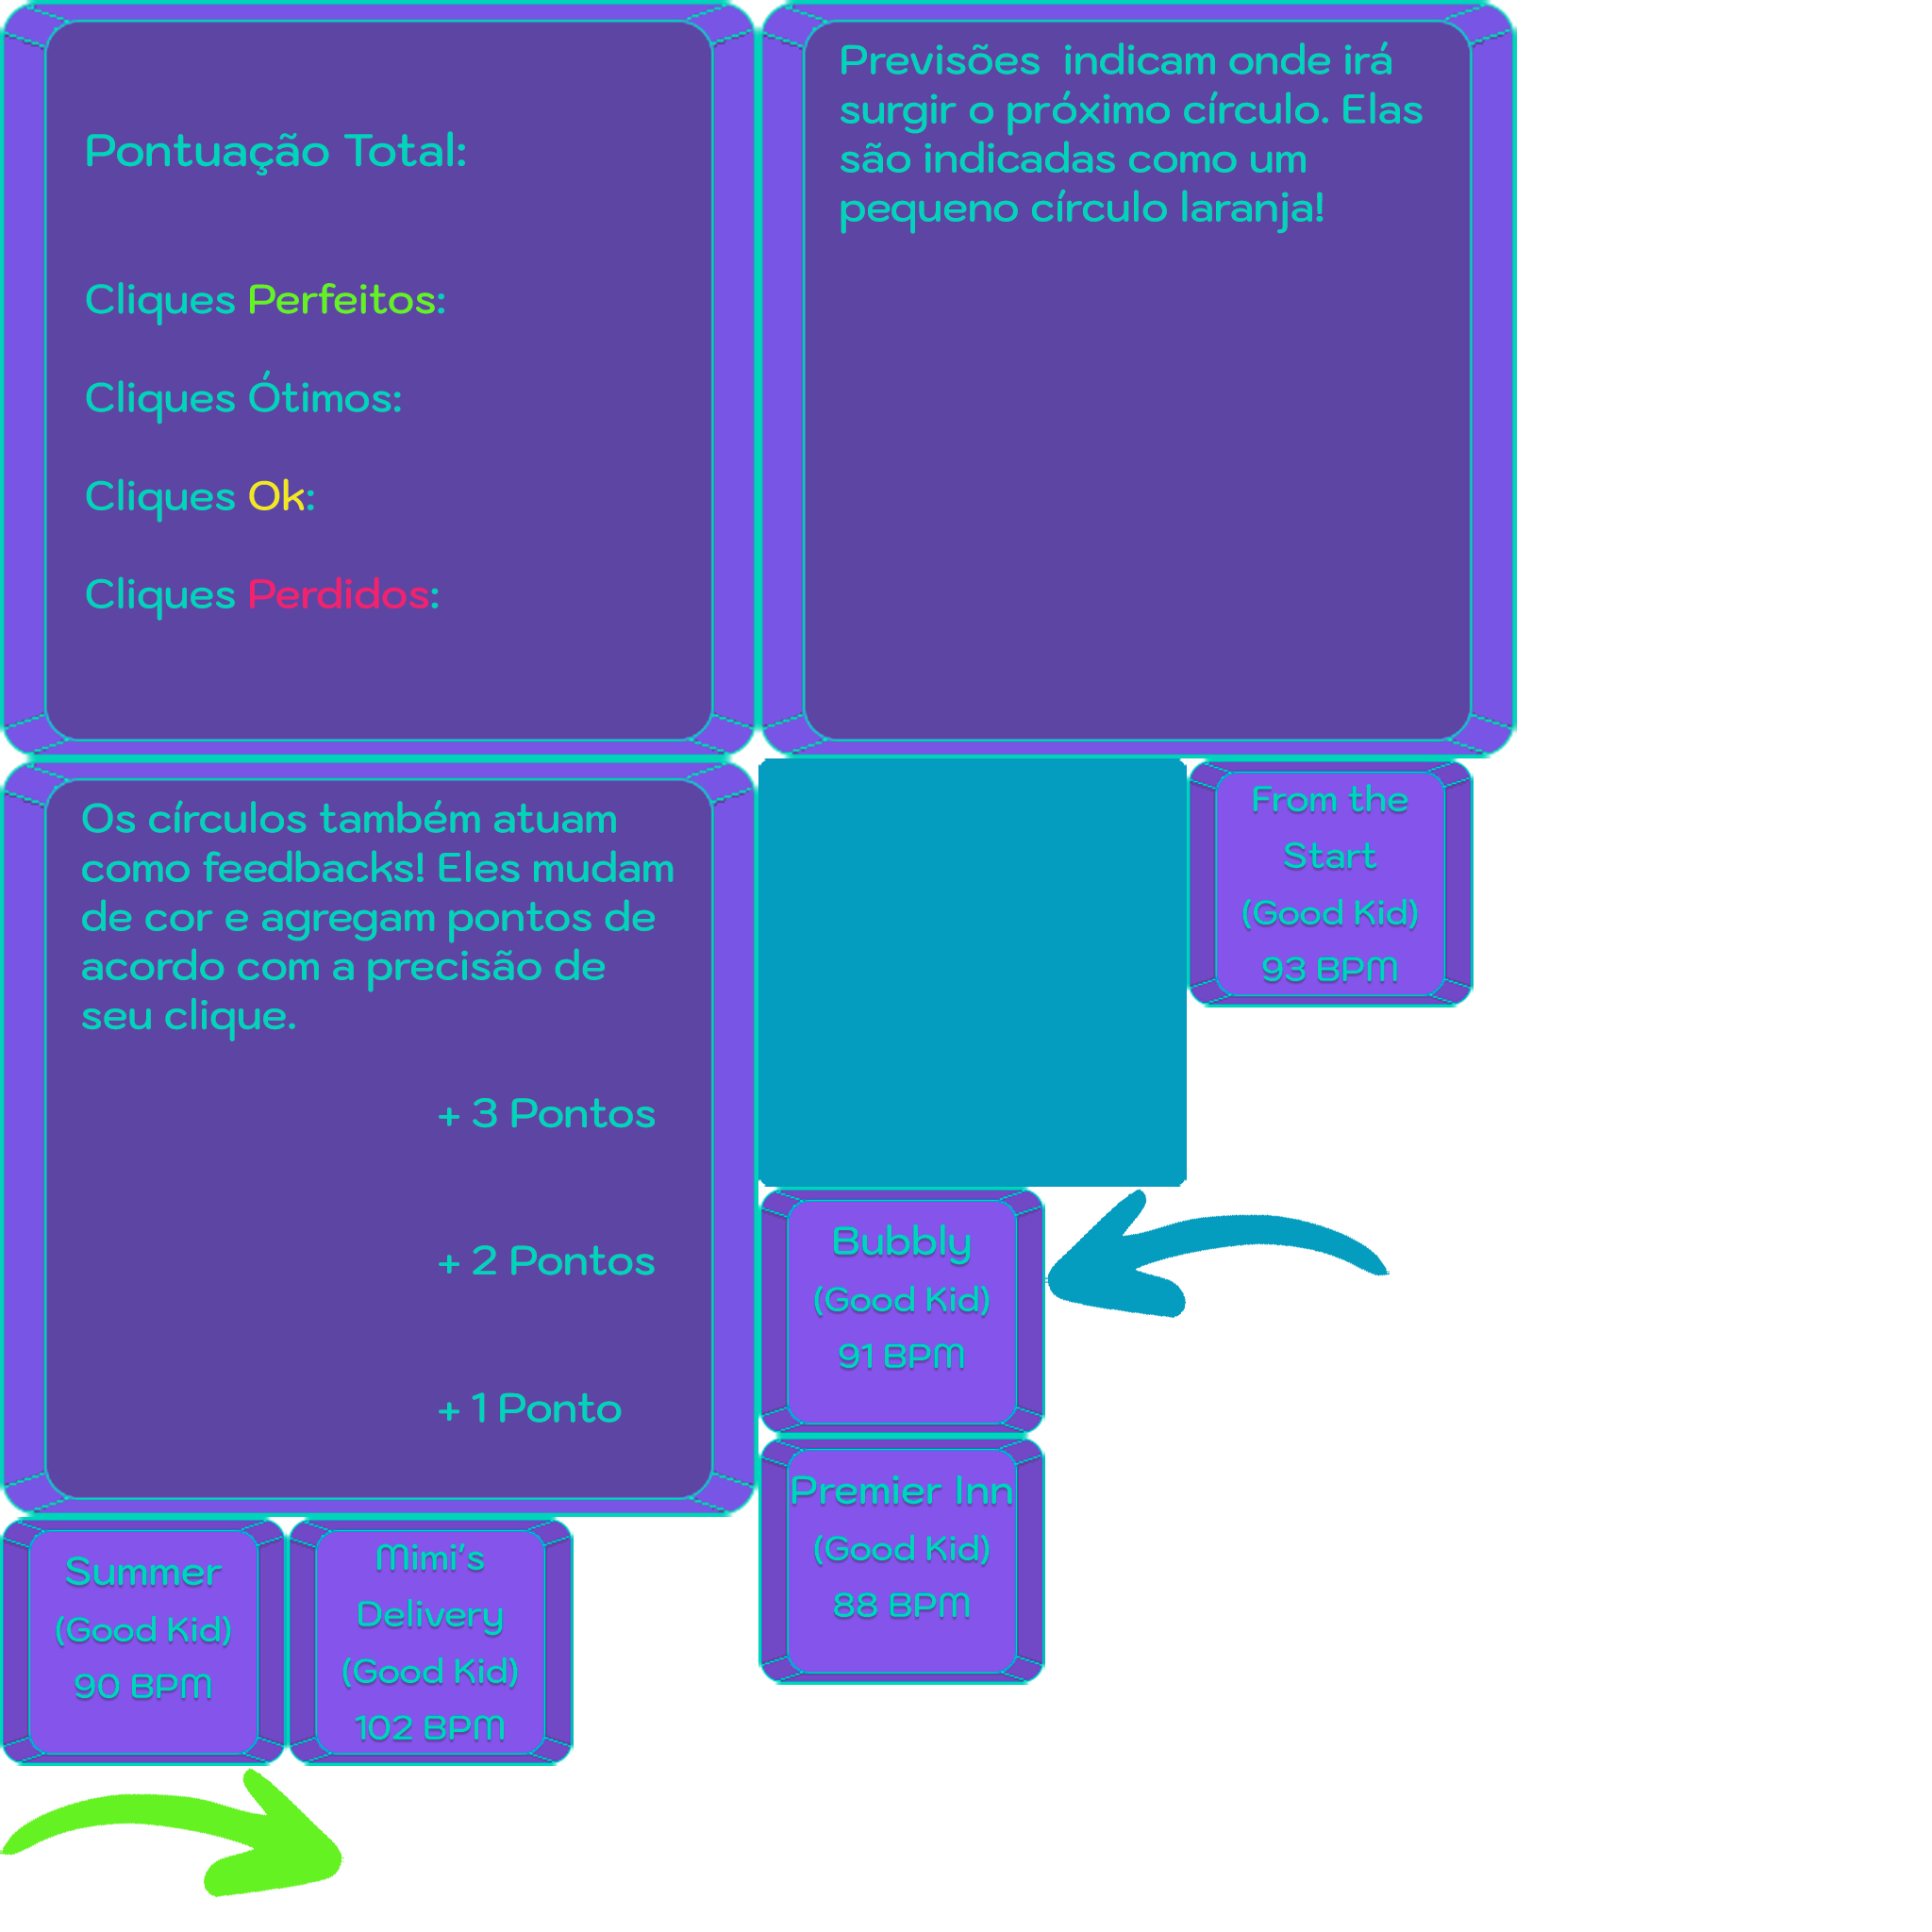 Pontuação Total:
Cliques Perfeitos:
Cliques Ótimos:
Cliques Ok:
Cliques Perdidos:
Previsões  indicam onde irá
surgir o próximo círculo. Elas
são indicadas como um
pequeno círculo laranja!
Os círculos também atuam
como feedbacks! Eles mudam
de cor e agregam pontos de
acordo com a precisão de
seu clique.
+ 3 Pontos
+ 2 Pontos
+ 1 Ponto
From the
Start
(Good Kid)
93 BPM
Bubbly
(Good Kid)
91 BPM
Premier Inn
(Good Kid)
88 BPM
Summer
(Good Kid)
90 BPM
Mimi's
Delivery
(Good Kid)
102 BPM